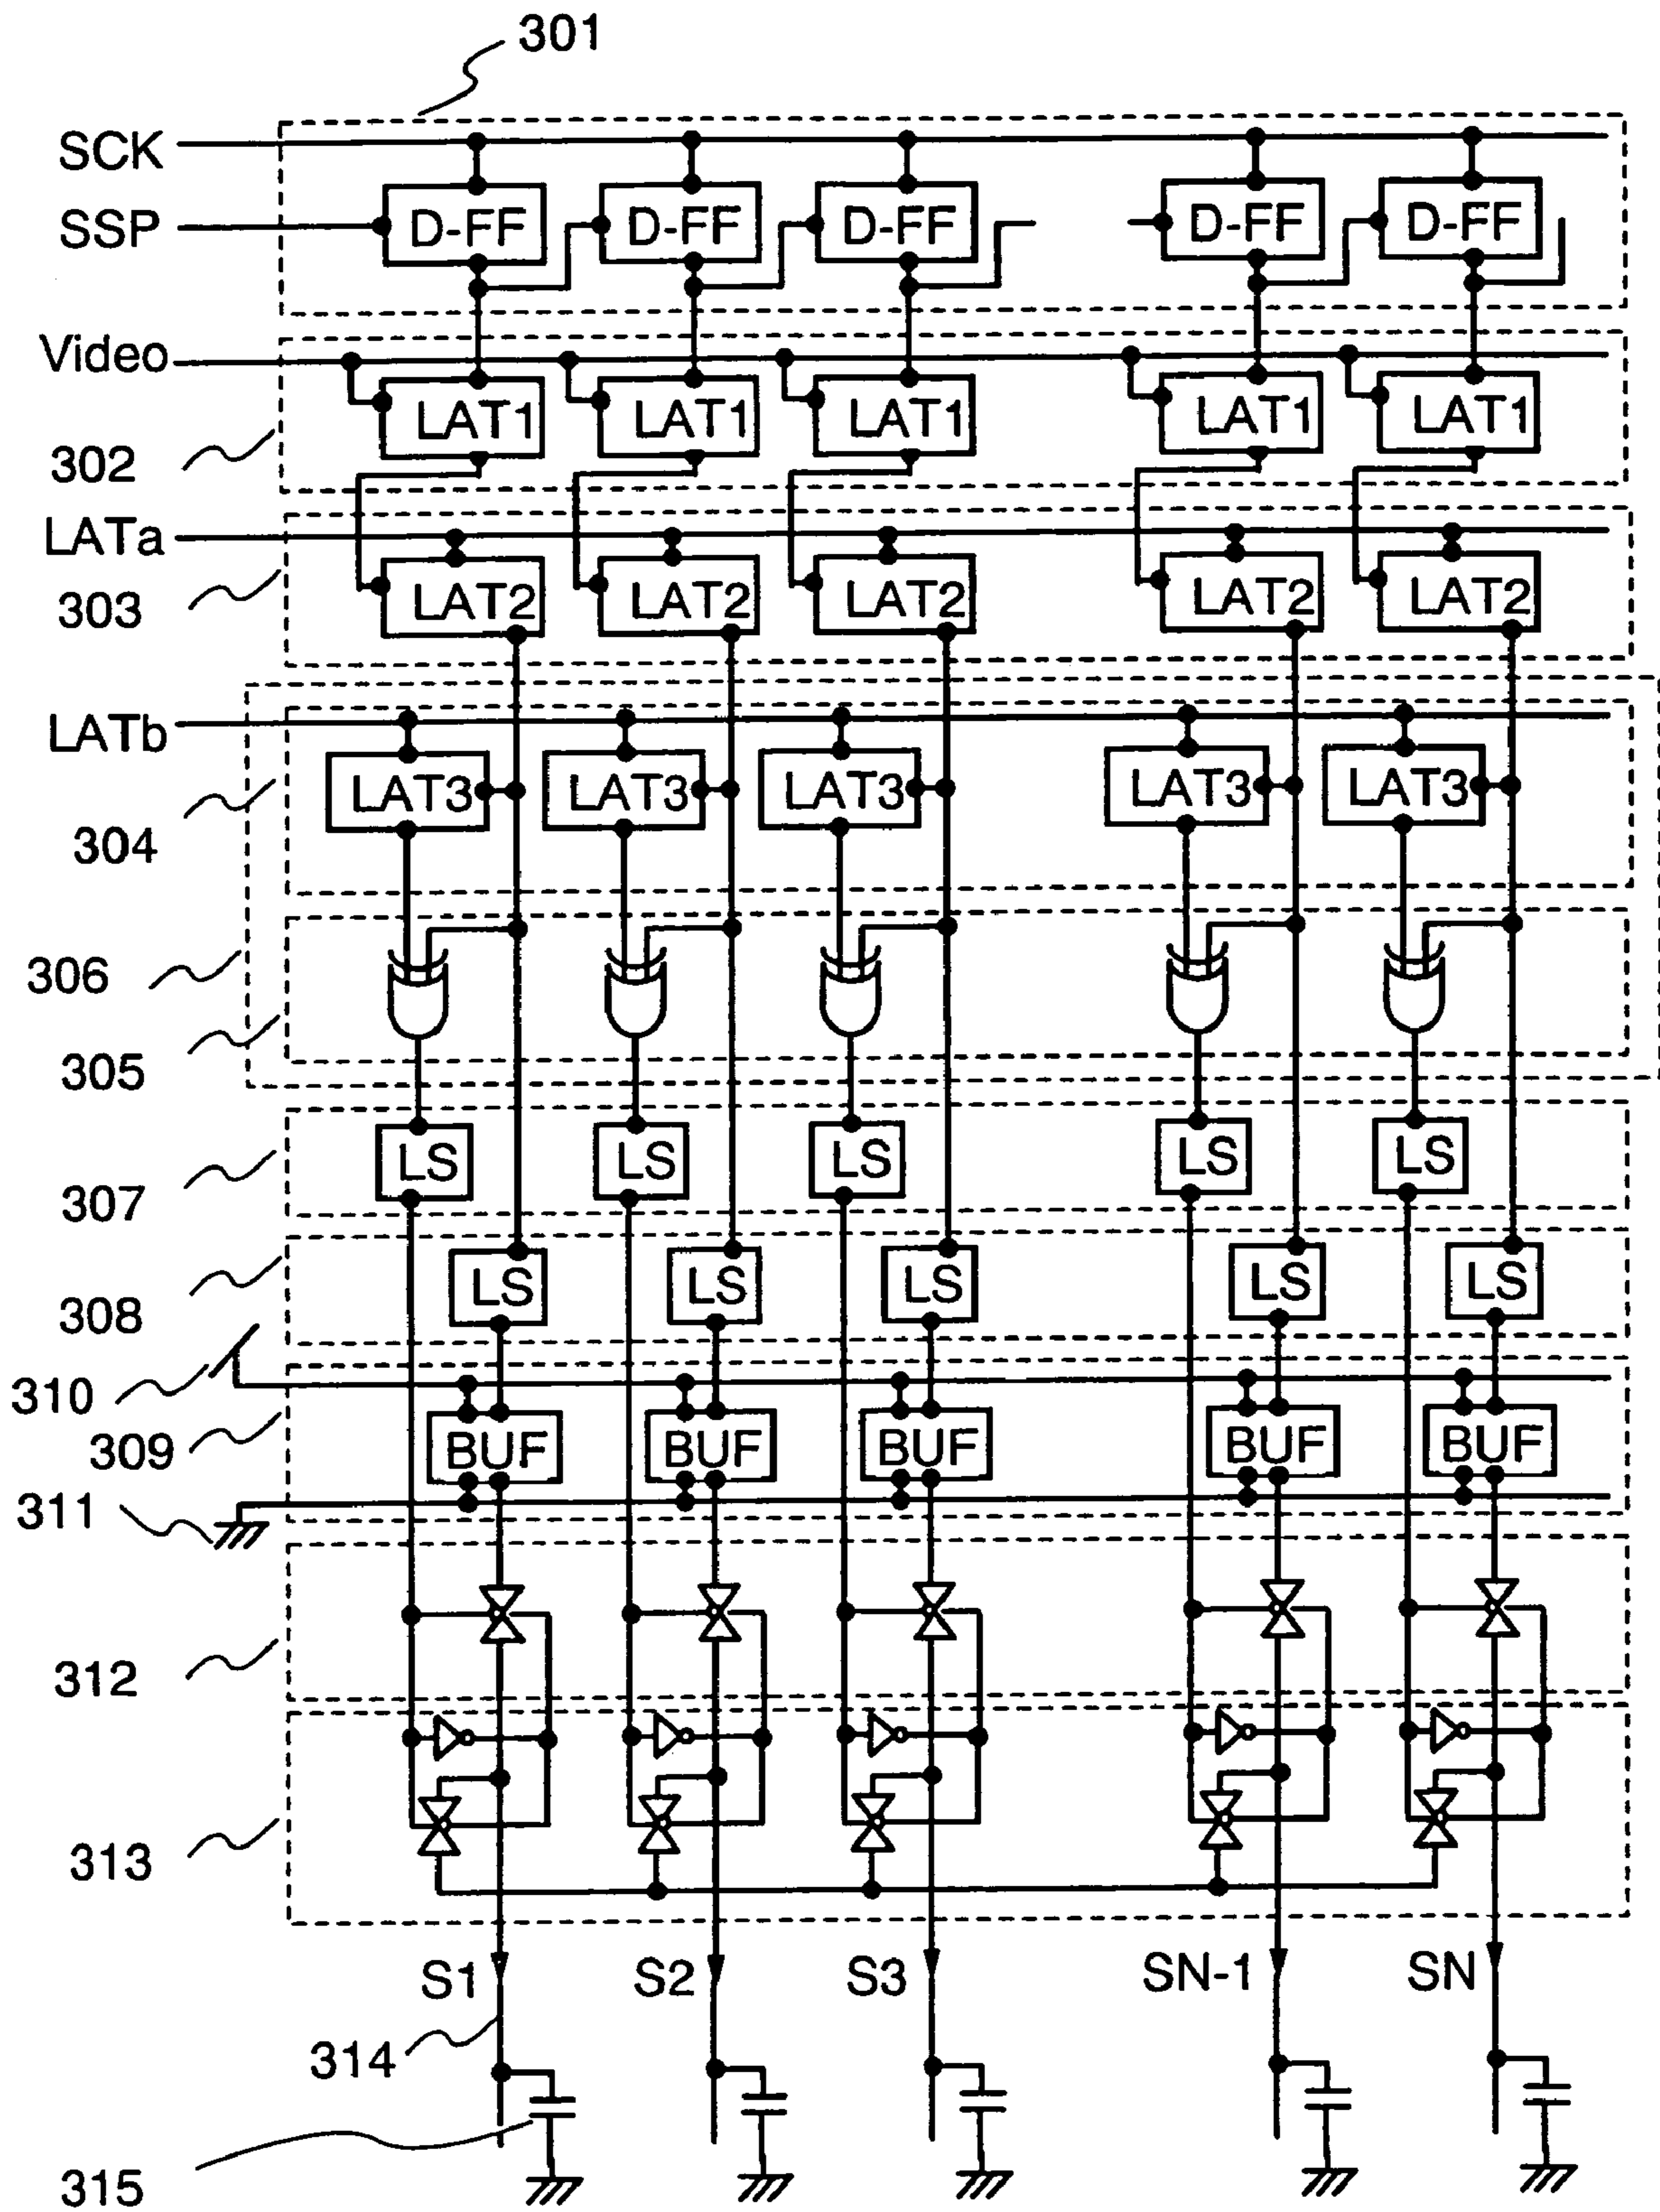 301
SCK
D-FF D-FF D-FF D-FF D-FF
SSP
Video
LAT1 LAT1 LAT1 LAT1 LAT1
302
LATa
LAT2 LAT2 LAT2 LAT2 LAT2
303
LATb
LAT3 LAT3 LAT3 LAT3 LAT3
304
306
305
LS LS LS LS LS
307
LS LS LS LS LS
308
310
BUF BUF BUF BUF BUF
309
311
312
313
S1 S2 S3 SN-1 SN
314
315